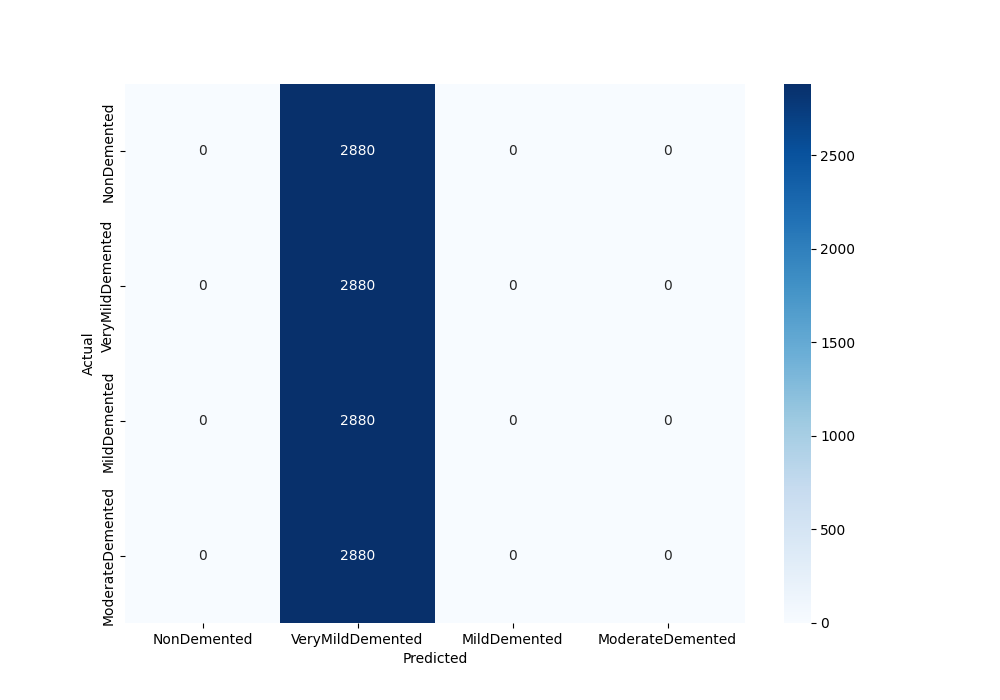 NonDemented
0 2880 0 0
VeryMildDemented
0 2880 0 0
MildDemented
0 2880 0 0
ModerateDemented
0 2880 0 0
Actual
NonDemented VeryMildDemented MildDemented ModerateDemented
Predicted
2500
2000
1500
1000
500
0